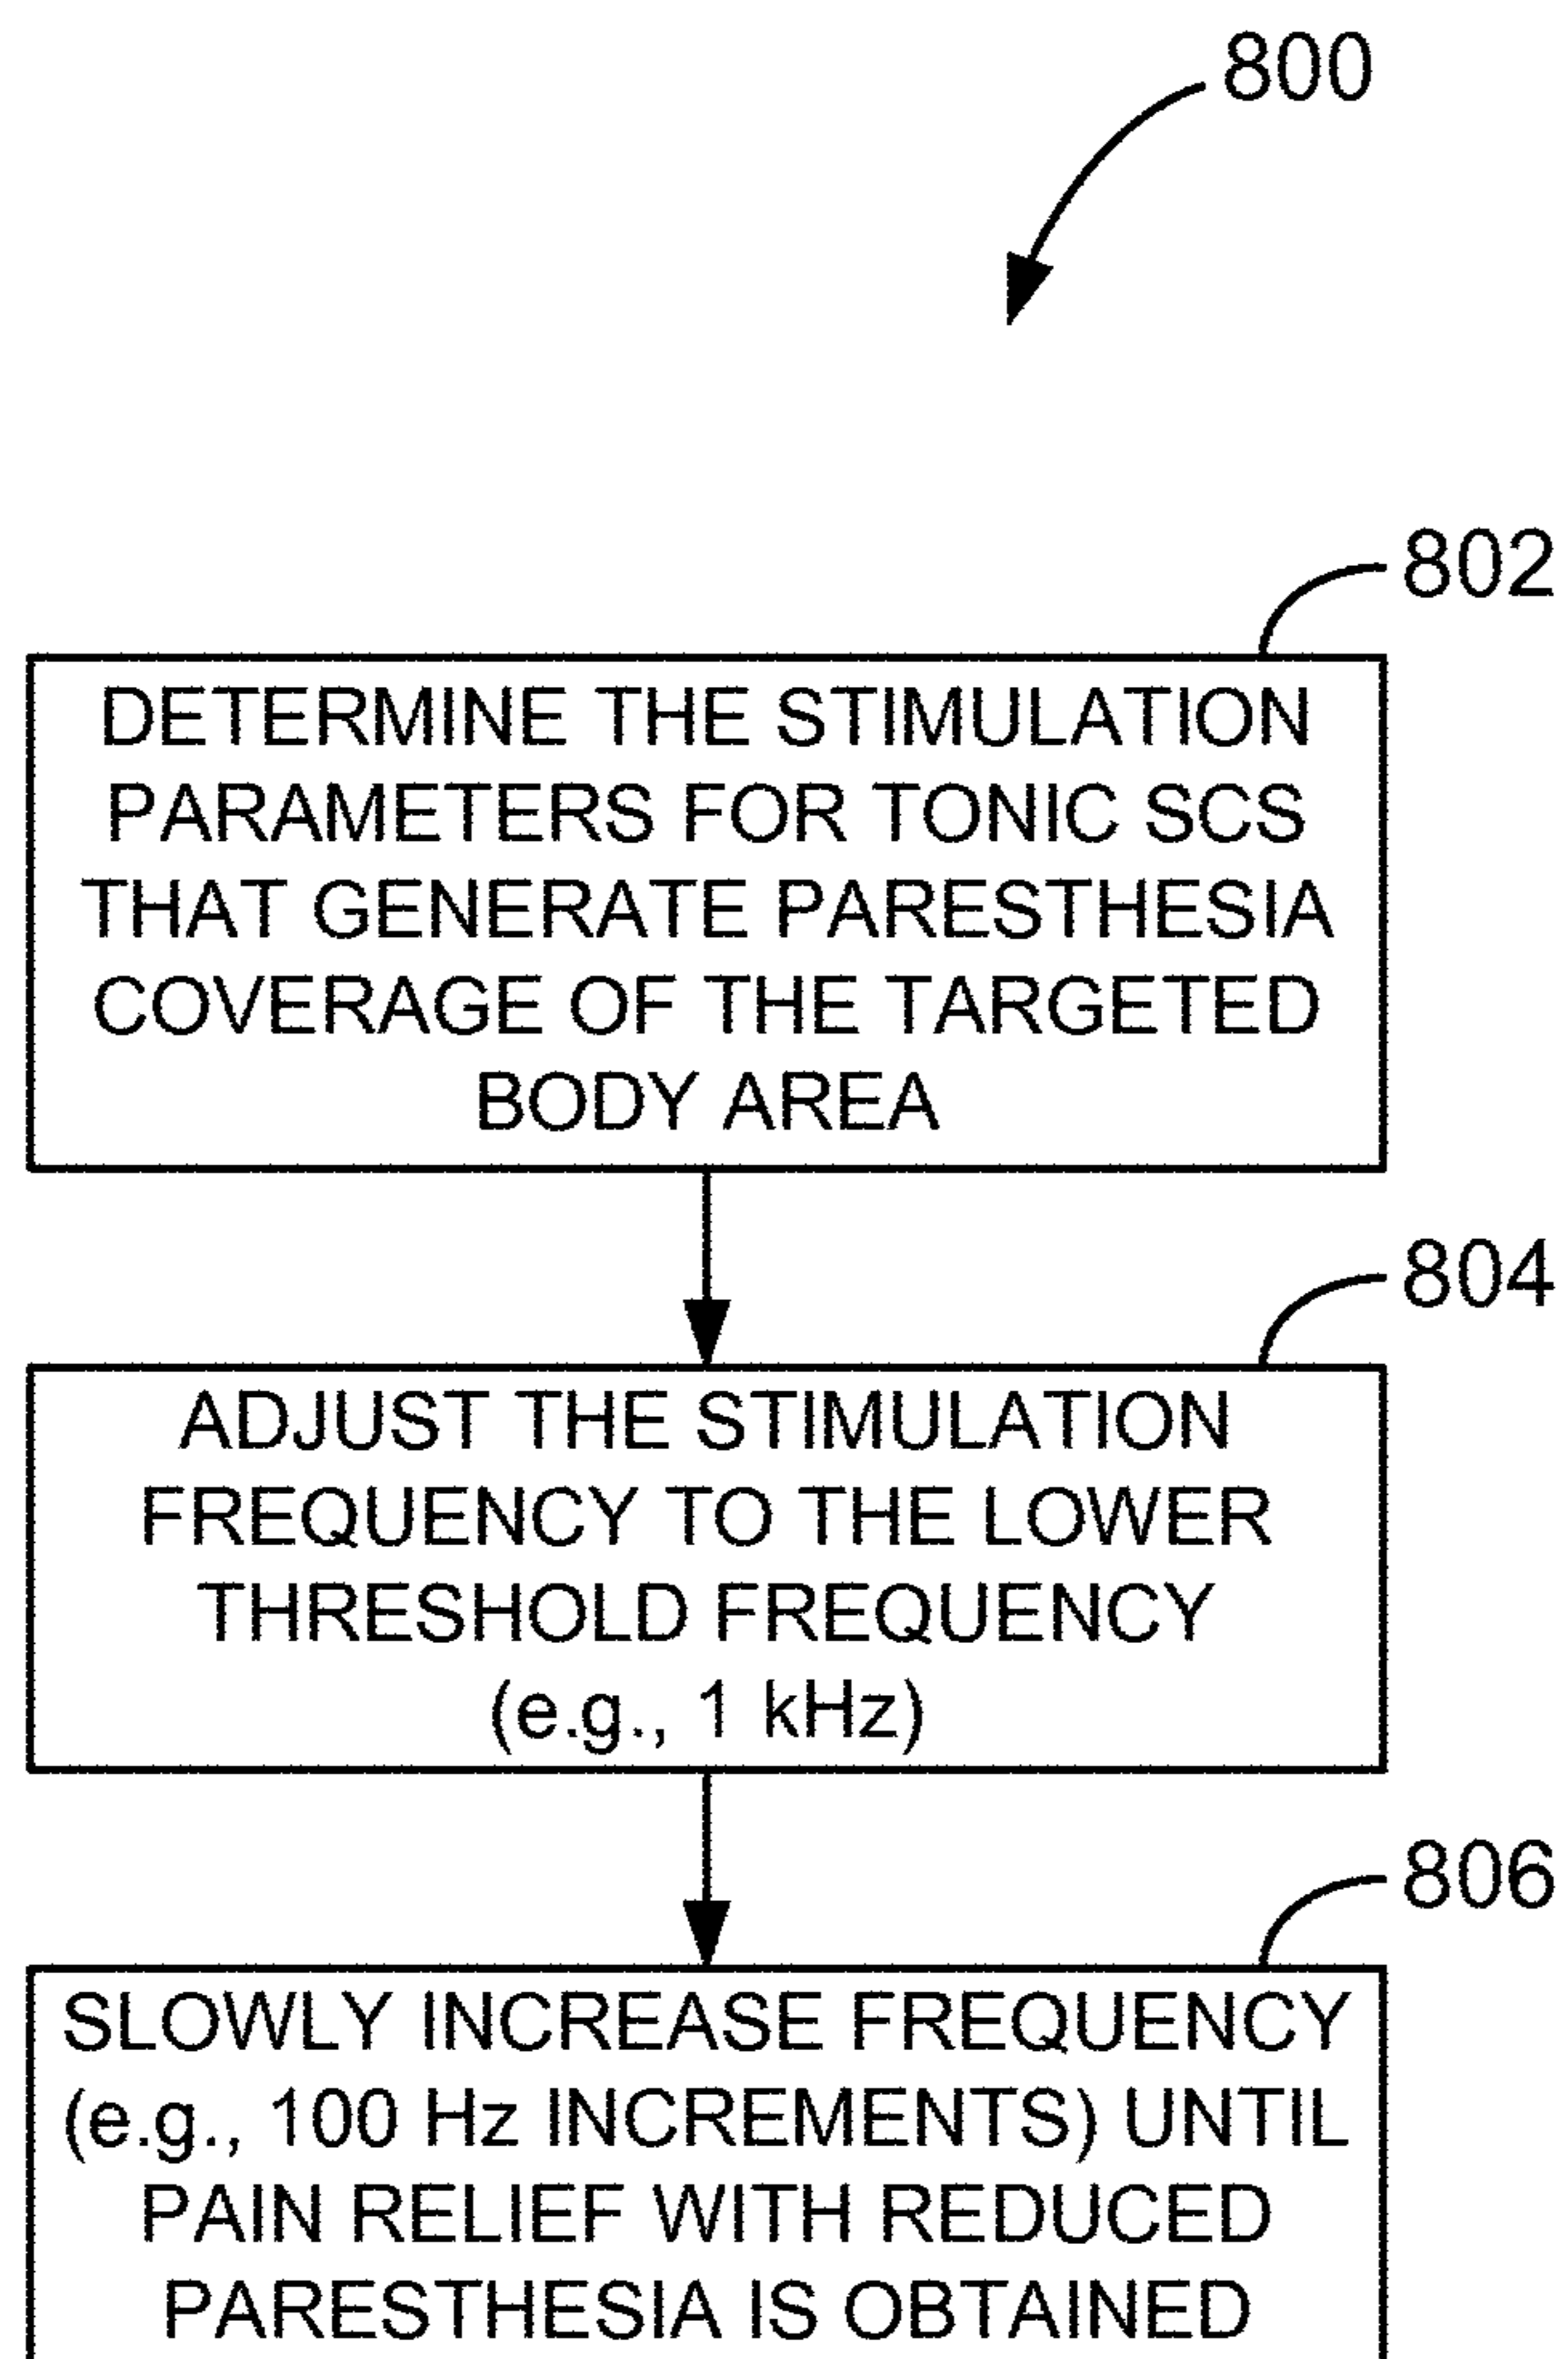 800
802
DETERMINE THE STIMULATION
PARAMETERS FOR TONIC SCS
THAT GENERATE PARESTHESIA
COVERAGE OF THE TARGETED
BODY AREA
804
ADJUST THE STIMULATION
FREQUENCY TO THE LOWER
THRESHOLD FREQUENCY
(e.g., 1 kHz)
806
SLOWLY INCREASE FREQUENCY
(e.g., 100 Hz INCREMENTS) UNTIL
PAIN RELIEF WITH REDUCED
PARESTHESIA IS OBTAINED